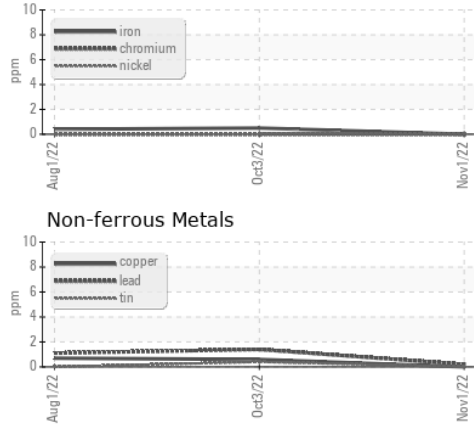 10
8
6
4
2
0
ppm
iron
chromium
nickel
Aug1/22
Oct3/22
Nov1/22
Non-ferrous Metals
10
8
6
4
2
0
ppm
copper
lead
tin
Aug1/22
Oct3/22
Nov1/22